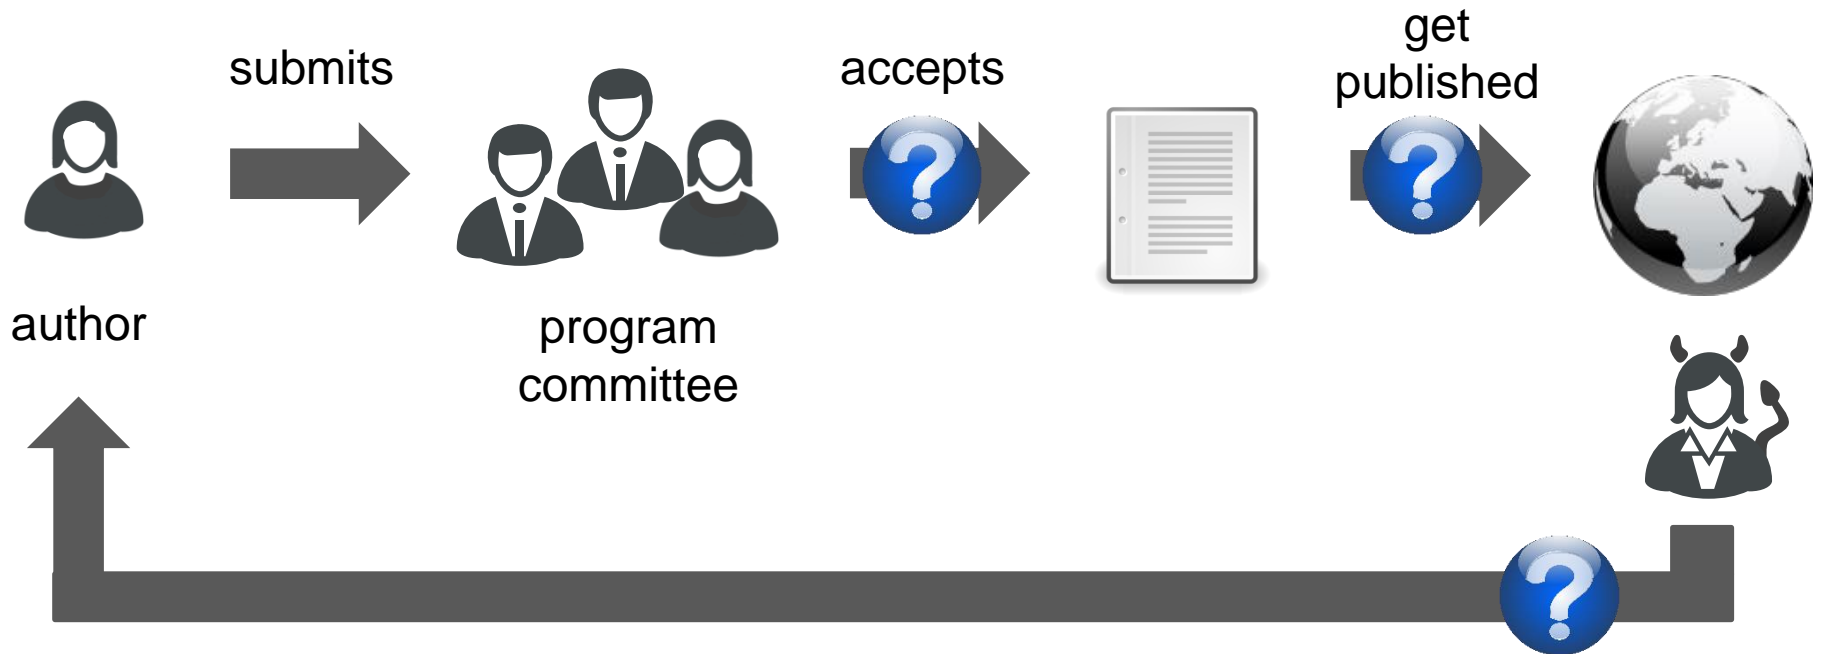 submits
accepts
get
published
?
?
author
program
committee
?